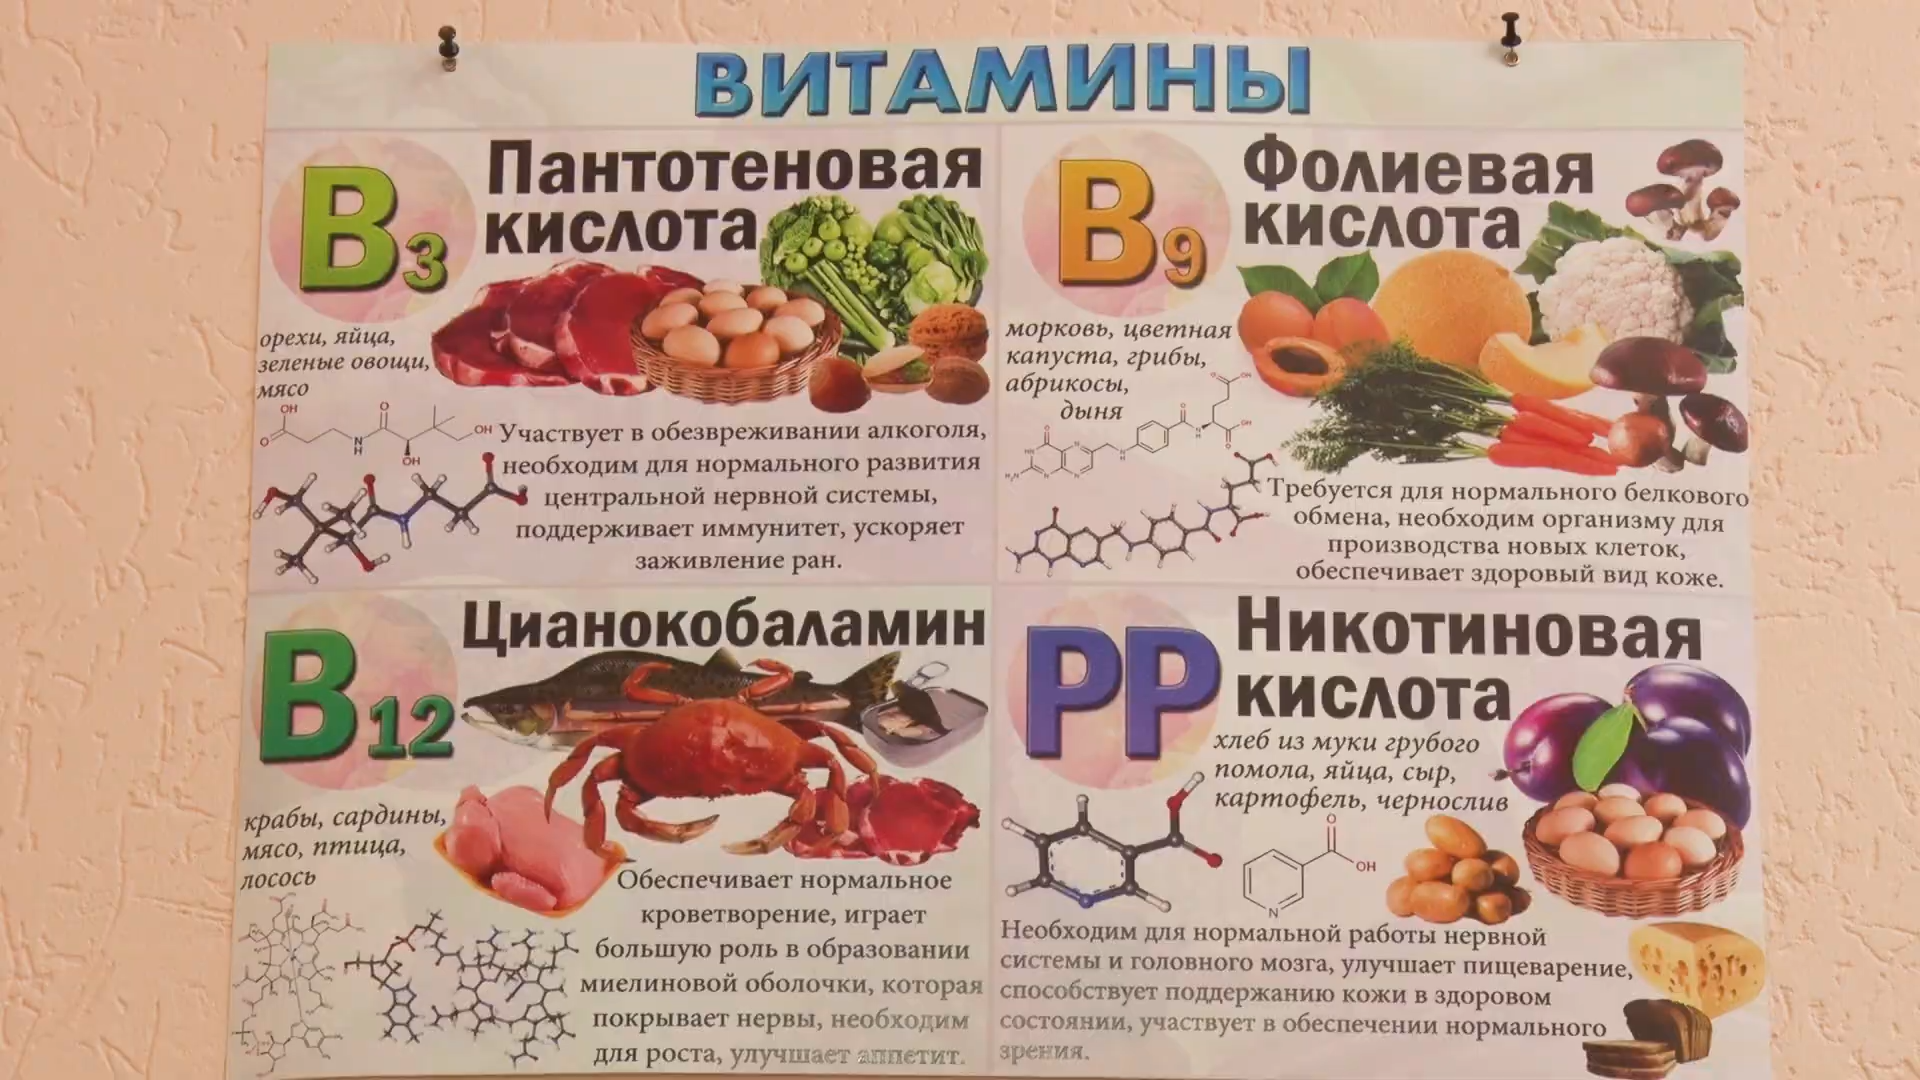 ВИТАМИНЫ
B3
Пантотеновая
кислота
орехи, яйца,
зеленые овощи,
мясо
Участвует в обезвреживании алкоголя,
необходим для нормального развития
центральной нервной системы,
поддерживает иммунитет, ускоряет
заживление ран.
B9
Фолиевая
кислота
морковь, цветная
капуста, грибы,
абрикосы,
дыня
Требуется для нормального белкового
обмена, необходим организму для
производства новых клеток,
обеспечивает здоровый вид коже.
B12
Цианокобаламин
крабы, сардины,
мясо, птица,
лосось
Обеспечивает нормальное
кроветворение, играет
большую роль в образовании
миелиновой оболочки, которая
покрывает нервы, необходим
для роста, улучшает аппетит.
PP
Никотиновая
кислота
хлеб из муки грубого
помола, яйца, сыр,
картофель, чернослив
Необходим для нормальной работы нервной
системы и головного мозга, улучшает пищеварение,
способствует поддержанию кожи в здоровом
состоянии, участвует в обеспечении нормального
зрения.